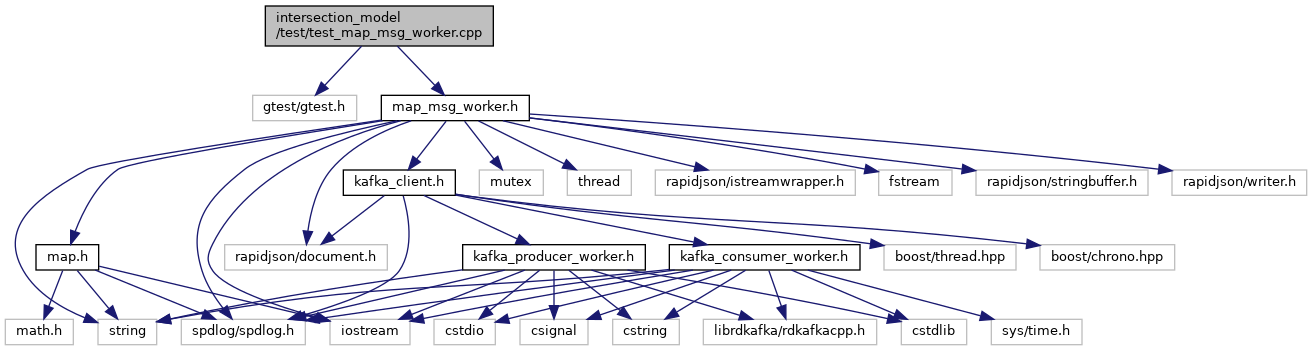 intersection_model
/test/test_map_msg_worker.cpp
gtest/gtest.h
map_msg_worker.h
kafka_client.h
mutex
thread
rapidjson/istreamwrapper.h
fstream
rapidjson/stringbuffer.h
rapidjson/writer.h
map.h
rapidjson/document.h
kafka_producer_worker.h
kafka_consumer_worker.h
boost/thread.hpp
boost/chrono.hpp
math.h
string
spdlog/spdlog.h
iostream
cstdio
csignal
cstring
librdkafka/rdkafkacpp.h
cstdlib
sys/time.h